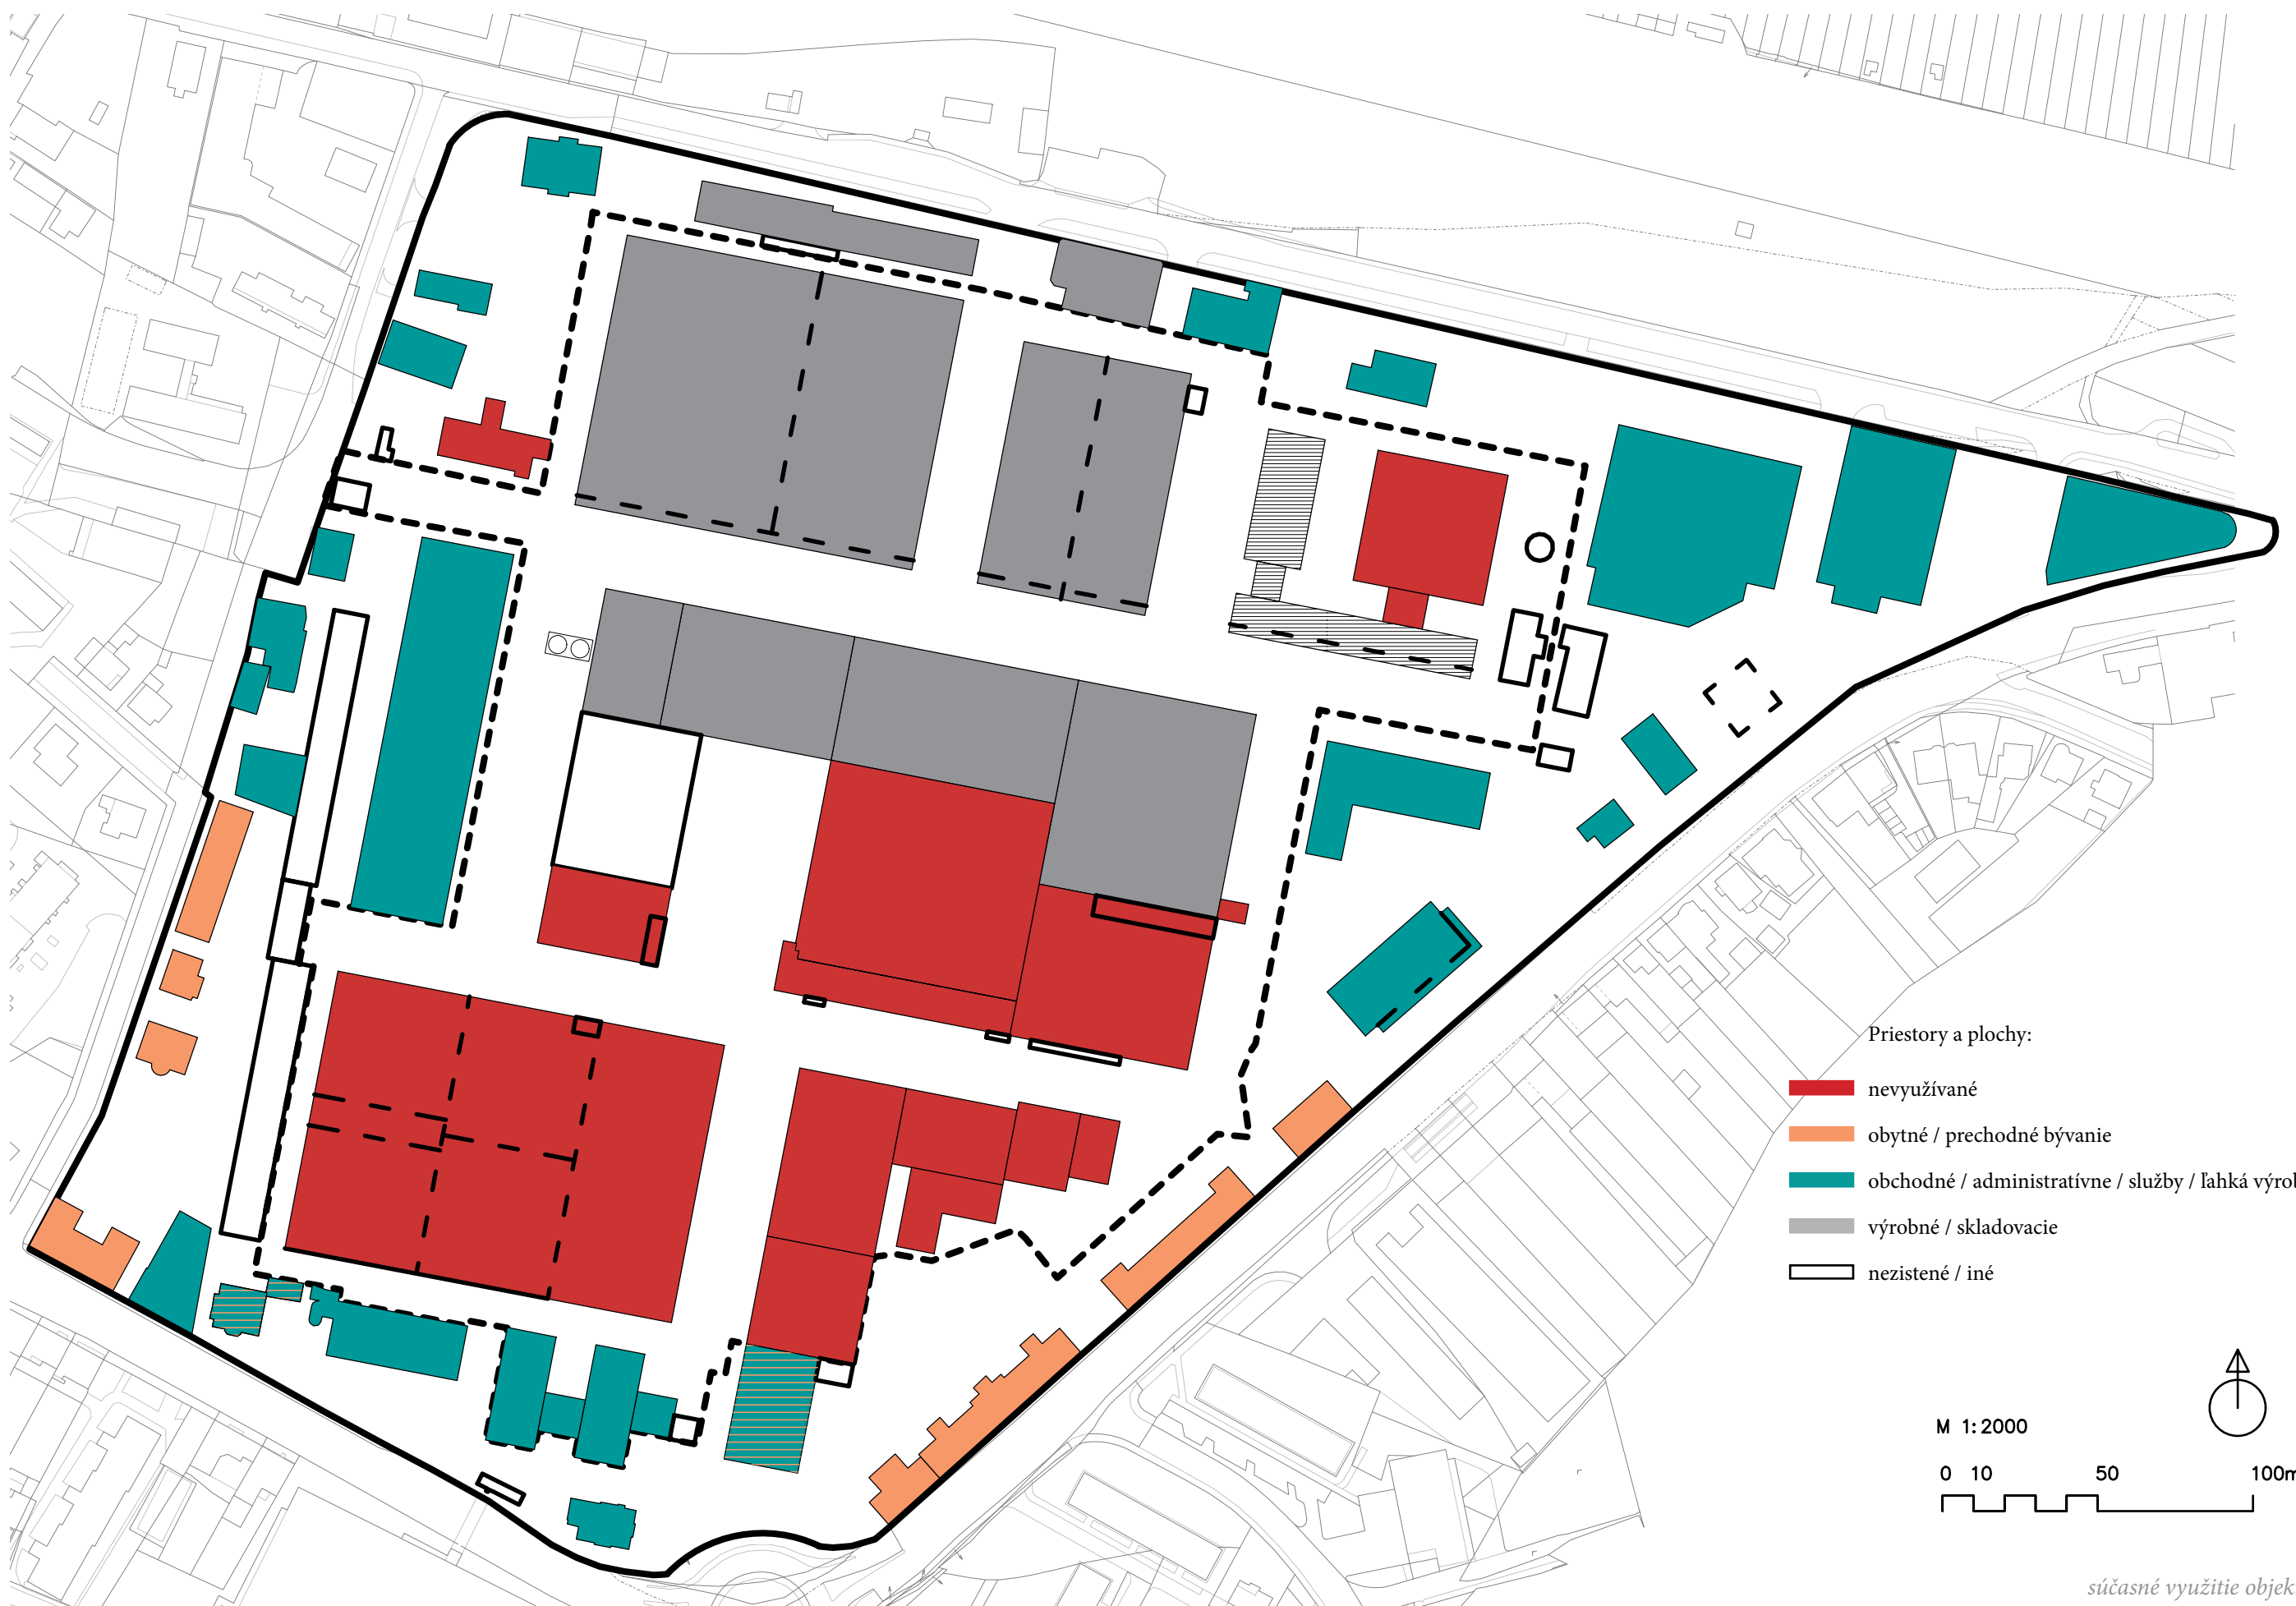 Priestory a plochy:
nevyužívané
obytné / prechodné bývanie
obchodné / administratívne / služby / ľahká výrob
výrobné / skladovacie
nezistené / iné
M 1:2000
0 10 50 100m
súčasné využitie objek